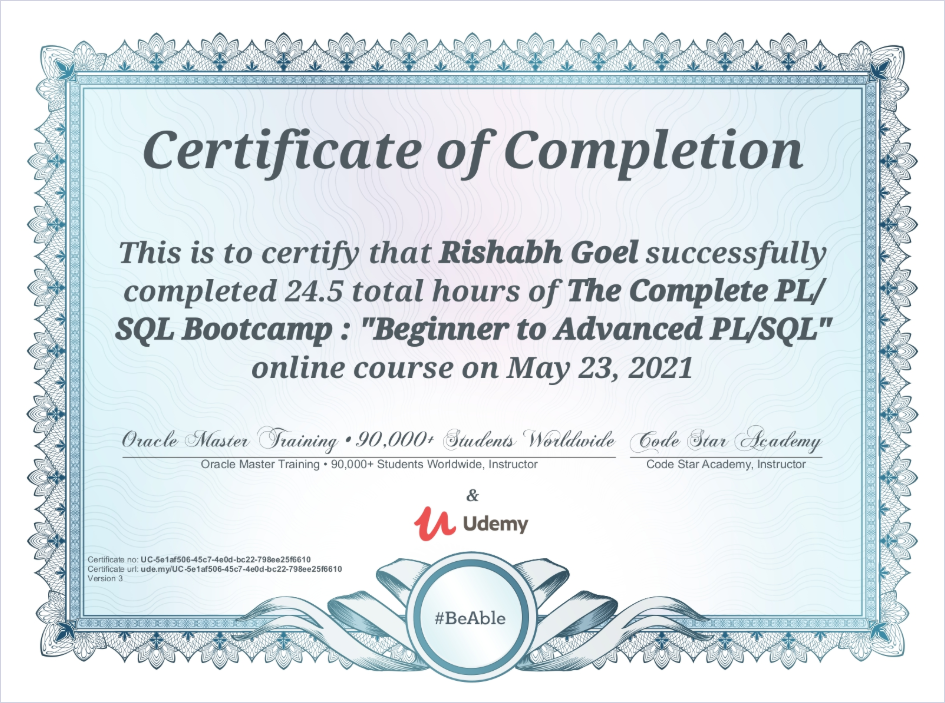 Certificate of Completion
This is to certify that Rishabh Goel successfully
completed 24.5 total hours of The Complete PL/
SQL Bootcamp : "Beginner to Advanced PL/SQL"
online course on May 23, 2021
Oracle Master Training • 90,000+ Students Worldwide
Code Star Academy
Oracle Master Training • 90,000+ Students Worldwide, Instructor
Code Star Academy, Instructor
&
Udemy
Certificate no: UC-5e1af506-45c7-4e0d-bc22-798ee25f6610
Certificate url: ude.my/UC-5e1af506-45c7-4e0d-bc22-798ee25f6610
Version 3
#BeAble